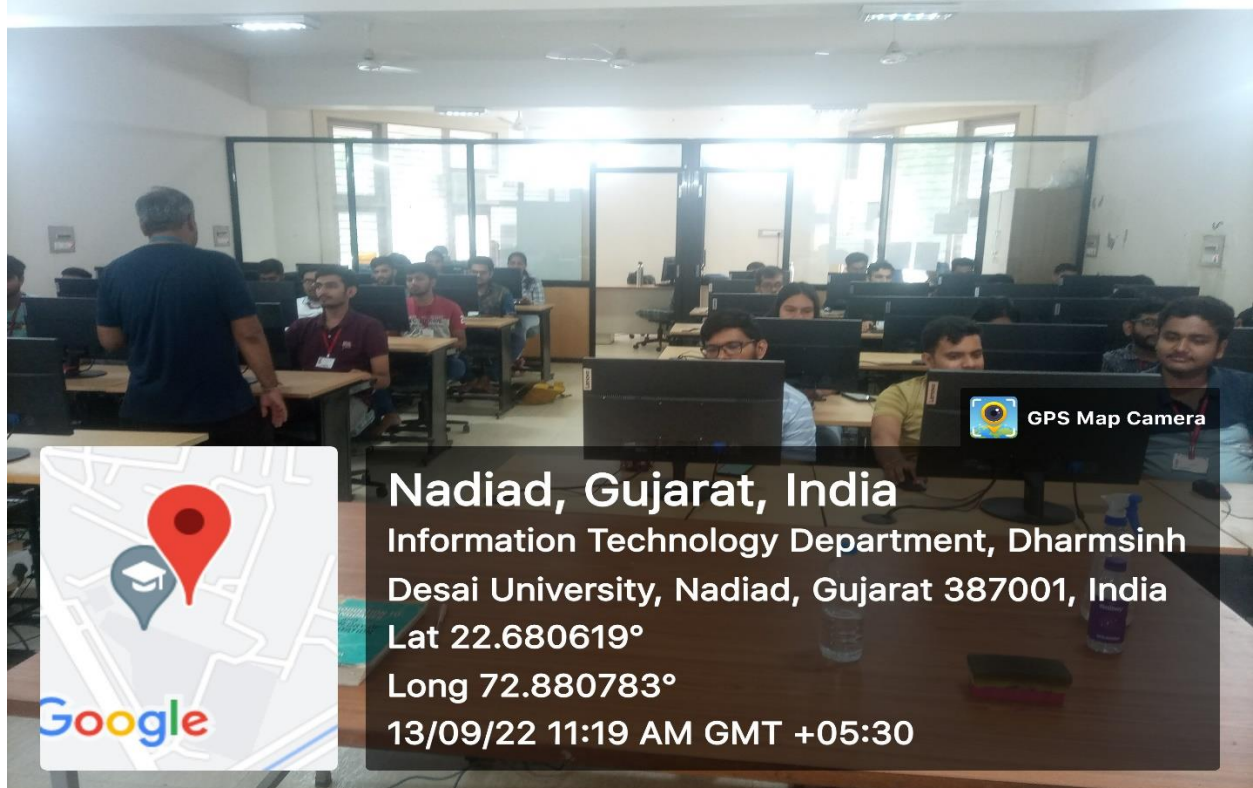 GPS Map Camera
Nadiad, Gujarat, India
Information Technology Department, Dharmsinh
Desai University, Nadiad, Gujarat 387001, India
Lat 22.680619°
Long 72.880783°
13/09/22 11:19 AM GMT +05:30
Google